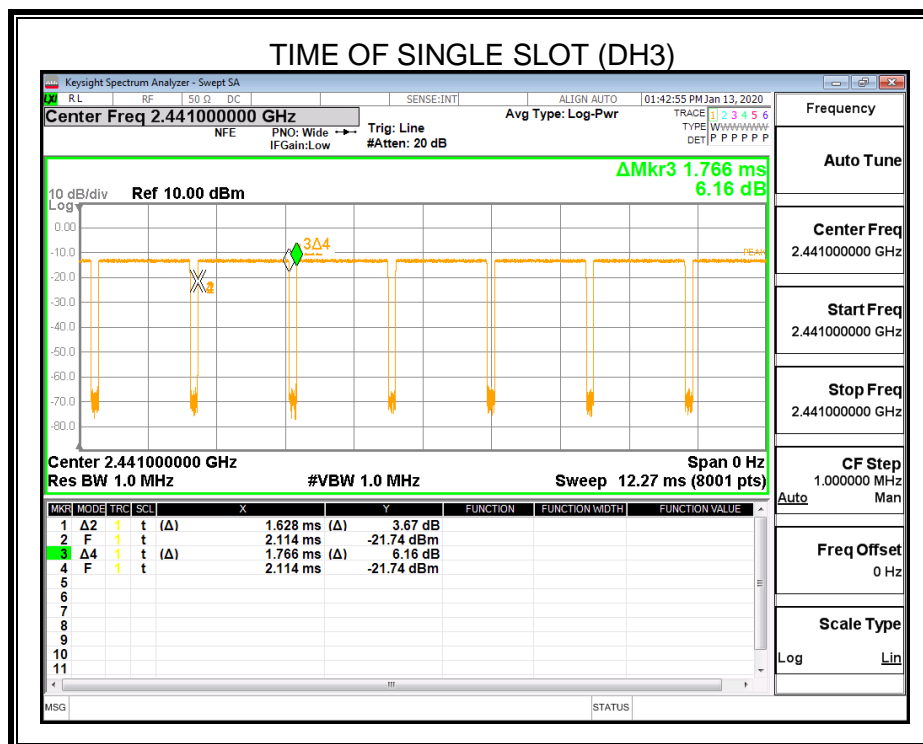 TIME OF SINGLE SLOT (DH3)
Keysight Spectrum Analyzer - Swept SA
LXI RL RF 50 Ω DC SENSE:INT ALIGN AUTO 01:42:55 PM Jan 13, 2020
Center Freq 2.441000000 GHz
NFE PNO: Wide Trig: Line Avg Type: Log-Pwr TRACE 1 2 3 4 5 6
IFGain:Low #Atten: 20 dB TYPE WWWWWW
DET P P P P P P
ΔMkr3 1.766 ms
6.16 dB
10 dB/div Ref 10.00 dBm
Log
0.00
-10.0
-20.0
-30.0
-40.0
-50.0
-60.0
-70.0
-80.0
3Δ4
PEAK
Center 2.441000000 GHz Span 0 Hz
Res BW 1.0 MHz #VBW 1.0 MHz Sweep 12.27 ms (8001 pts)
MKR MODE TRC SCL X Y FUNCTION FUNCTION WIDTH FUNCTION VALUE
1 Δ2 1 t (Δ) 1.628 ms (Δ) 3.67 dB
2 F 1 t 2.114 ms -21.74 dBm
3 Δ4 1 t (Δ) 1.766 ms (Δ) 6.16 dB
4 F 1 t 2.114 ms -21.74 dBm
5
6
7
8
9
10
11
MSG STATUS
Frequency
Auto Tune
Center Freq
2.441000000 GHz
Start Freq
2.441000000 GHz
Stop Freq
2.441000000 GHz
CF Step
1.000000 MHz
Auto Man
Freq Offset
0 Hz
Scale Type
Log Lin